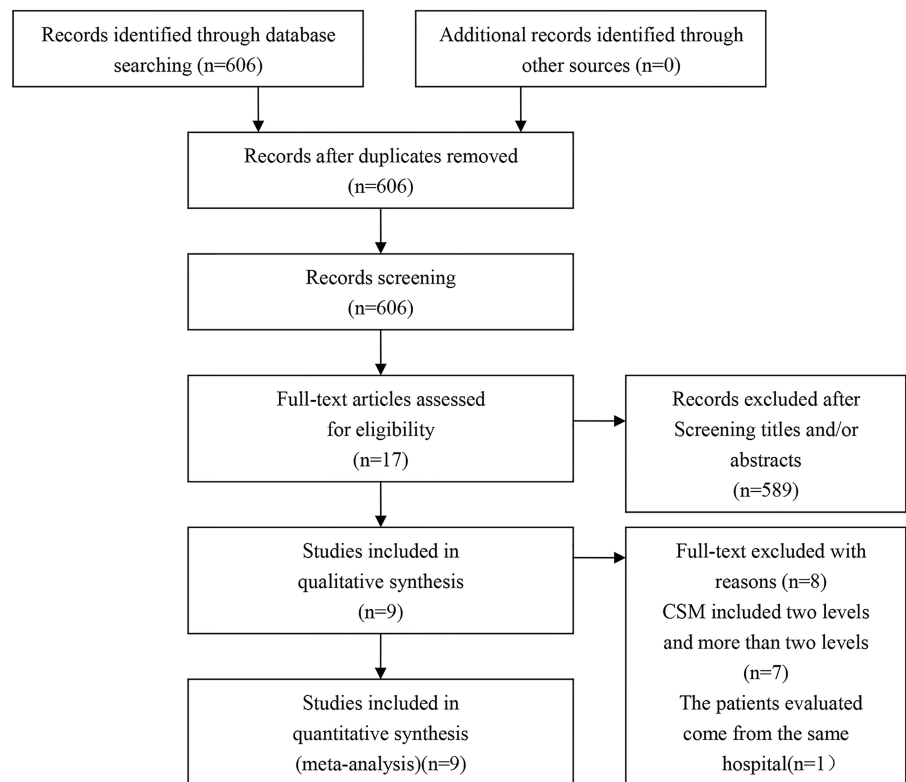 Records identified through database
searching (n=606)
Additional records identified through
other sources (n=0)
Records after duplicates removed
(n=606)
Records screening
(n=606)
Full-text articles assessed
for eligibility
(n=17)
Records excluded after
Screening titles and/or
abstracts
(n=589)
Studies included in
qualitative synthesis
(n=9)
Full-text excluded with
reasons (n=8)
CSM included two levels
and more than two levels
(n=7)
The patients evaluated
come from the same
hospital(n=1）
Studies included in
quantitative synthesis
(meta-analysis)(n=9)